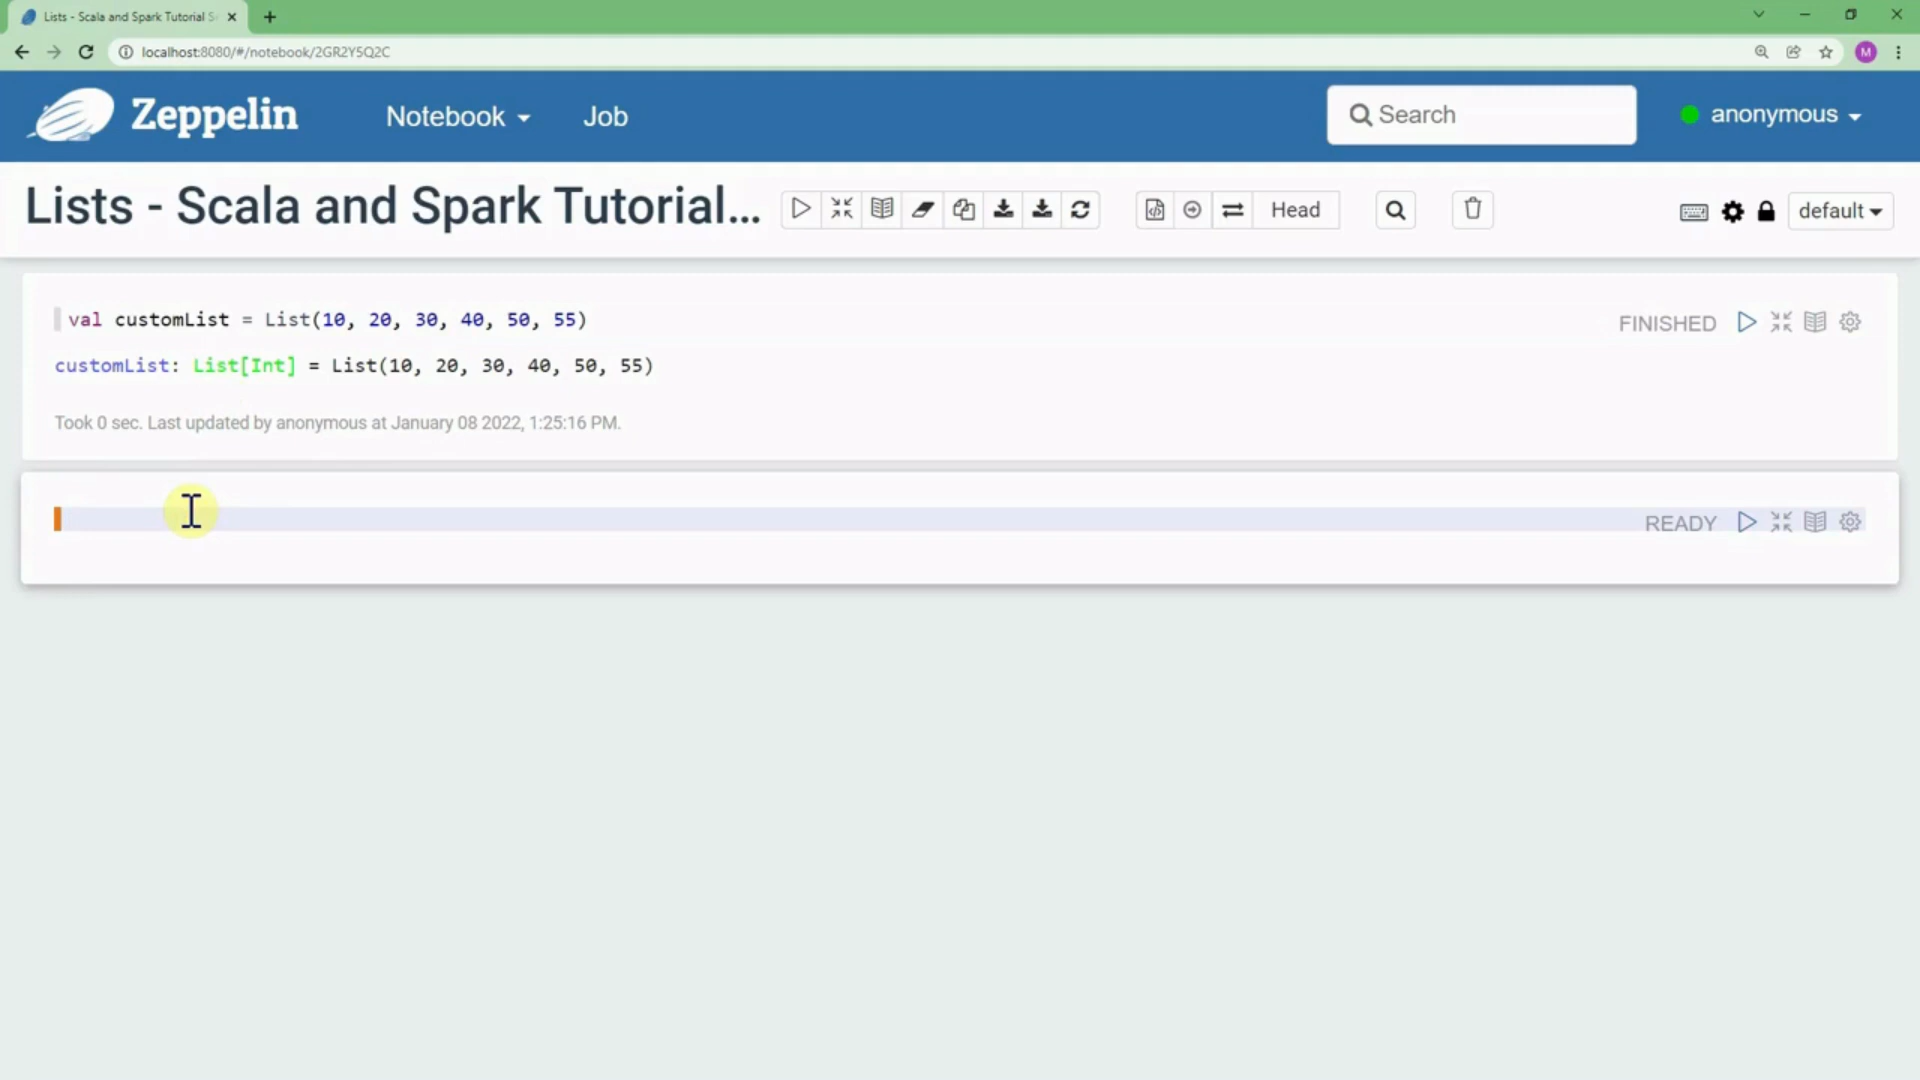 Lists - Scala and Spark Tutorial S
localhost:8080/#/notebook/2GR2Y5Q2C
M
Zeppelin
Notebook
Job
Search
anonymous
Lists - Scala and Spark Tutorial...
Head
default
val customList = List(10, 20, 30, 40, 50, 55)
FINISHED
customList: List[Int] = List(10, 20, 30, 40, 50, 55)
Took 0 sec. Last updated by anonymous at January 08 2022, 1:25:16 PM.
READY